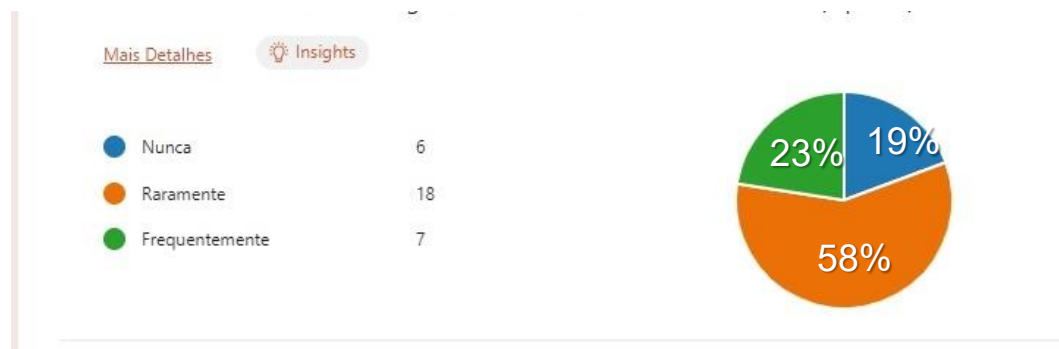 Mais Detalhes
Insights
Nunca 6
Raramente 18
Frequentemente 7
23%
19%
58%